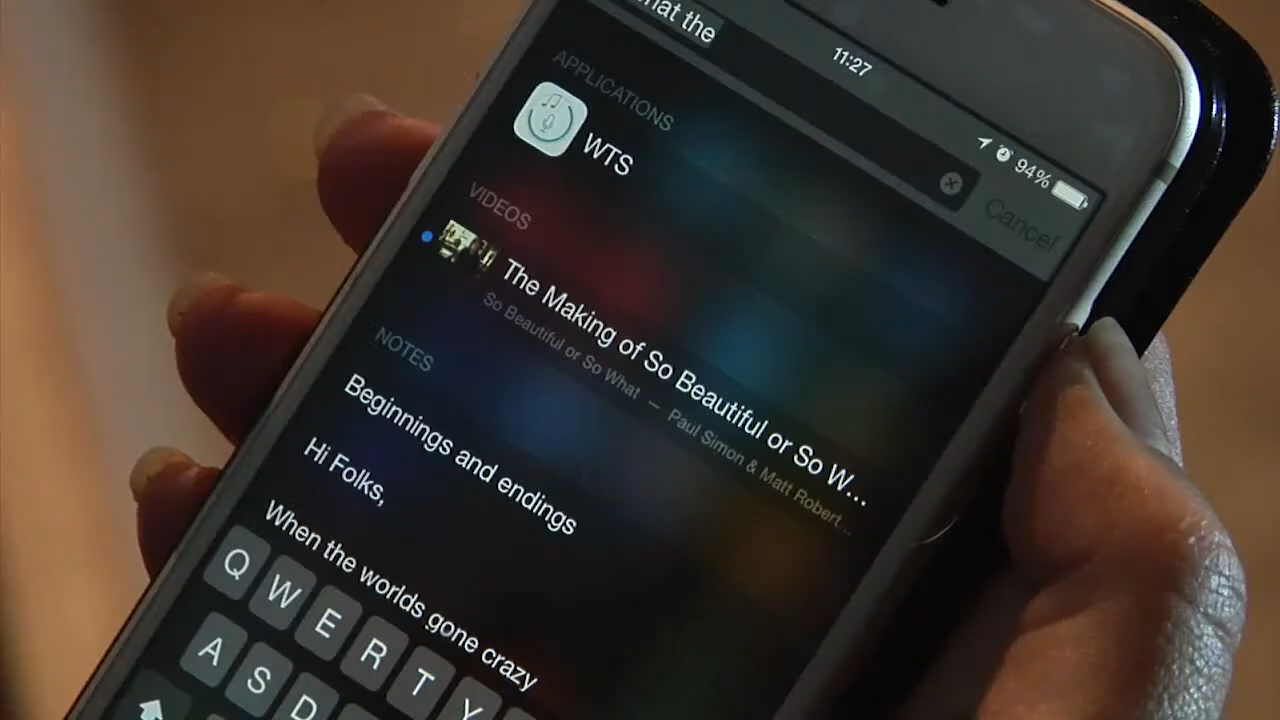 11:27
94%
hat the
Cancel
APPLICATIONS
WTS
VIDEOS
The Making of So Beautiful or So W...
So Beautiful or So What — Paul Simon & Matt Robert...
NOTES
Beginnings and endings
Hi Folks,
When the worlds gone crazy
Q W E R T Y
A S D